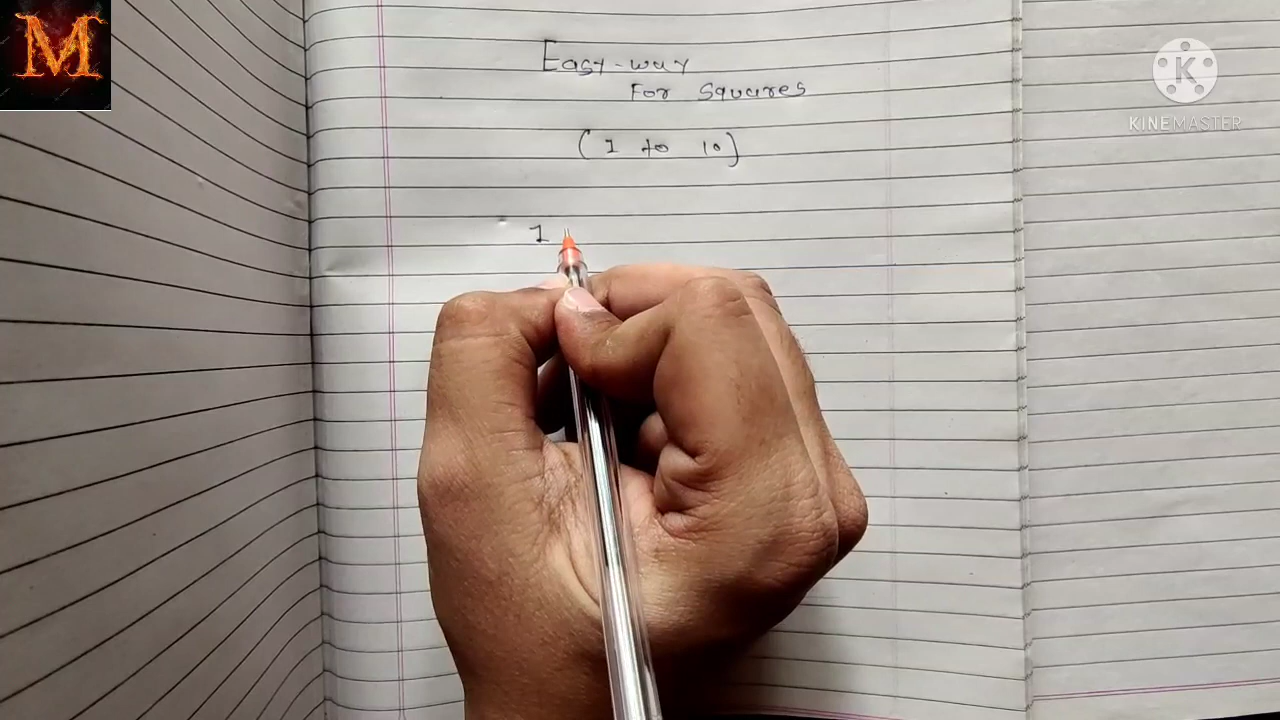 M
KINEMASTER
Easy-way
For Squares
(1 to 10)
1